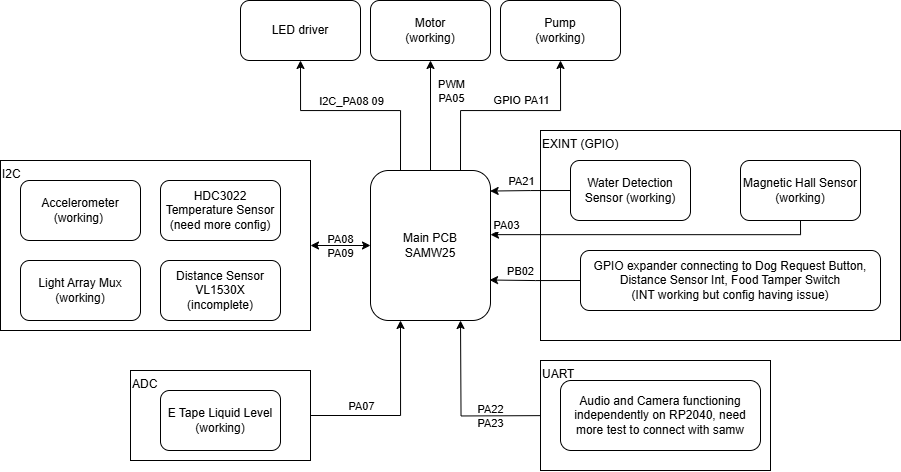 LED driver
Motor
(working)
Pump
(working)
I2C_PA08 09
PWM
PA05
GPIO PA11
EXINT (GPIO)
Water Detection
Sensor (working)
Magnetic Hall Sensor
(working)
PA21
PA03
PB02
GPIO expander connecting to Dog Request Button,
Distance Sensor Int, Food Tamper Switch
(INT working but config having issue)
I2C
Accelerometer
(working)
HDC3022
Temperature Sensor
(need more config)
Light Array Mux
(working)
Distance Sensor
VL1530X
(incomplete)
PA08
PA09
Main PCB
SAMW25
ADC
E Tape Liquid Level
(working)
PA07
UART
Audio and Camera functioning
independently on RP2040, need
more test to connect with samw
PA22
PA23